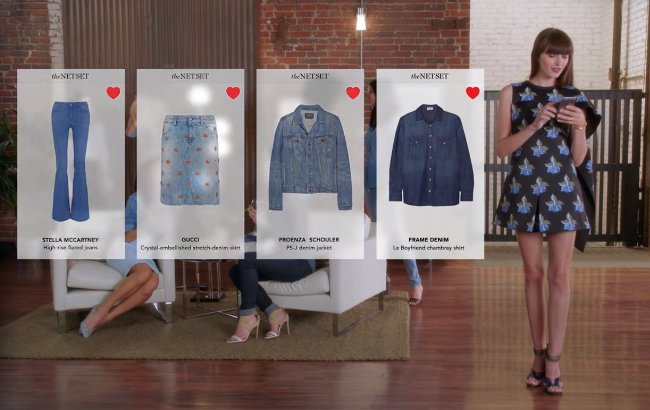 theNETSET
STELLA MCCARTNEY
High-rise flared jeans
theNETSET
GUCCI
Crystal-embellished stretch-denim skirt
theNETSET
PROENZA SCHOULER
PS-J denim jacket
theNETSET
FRAME DENIM
Le Boyfriend chambray shirt